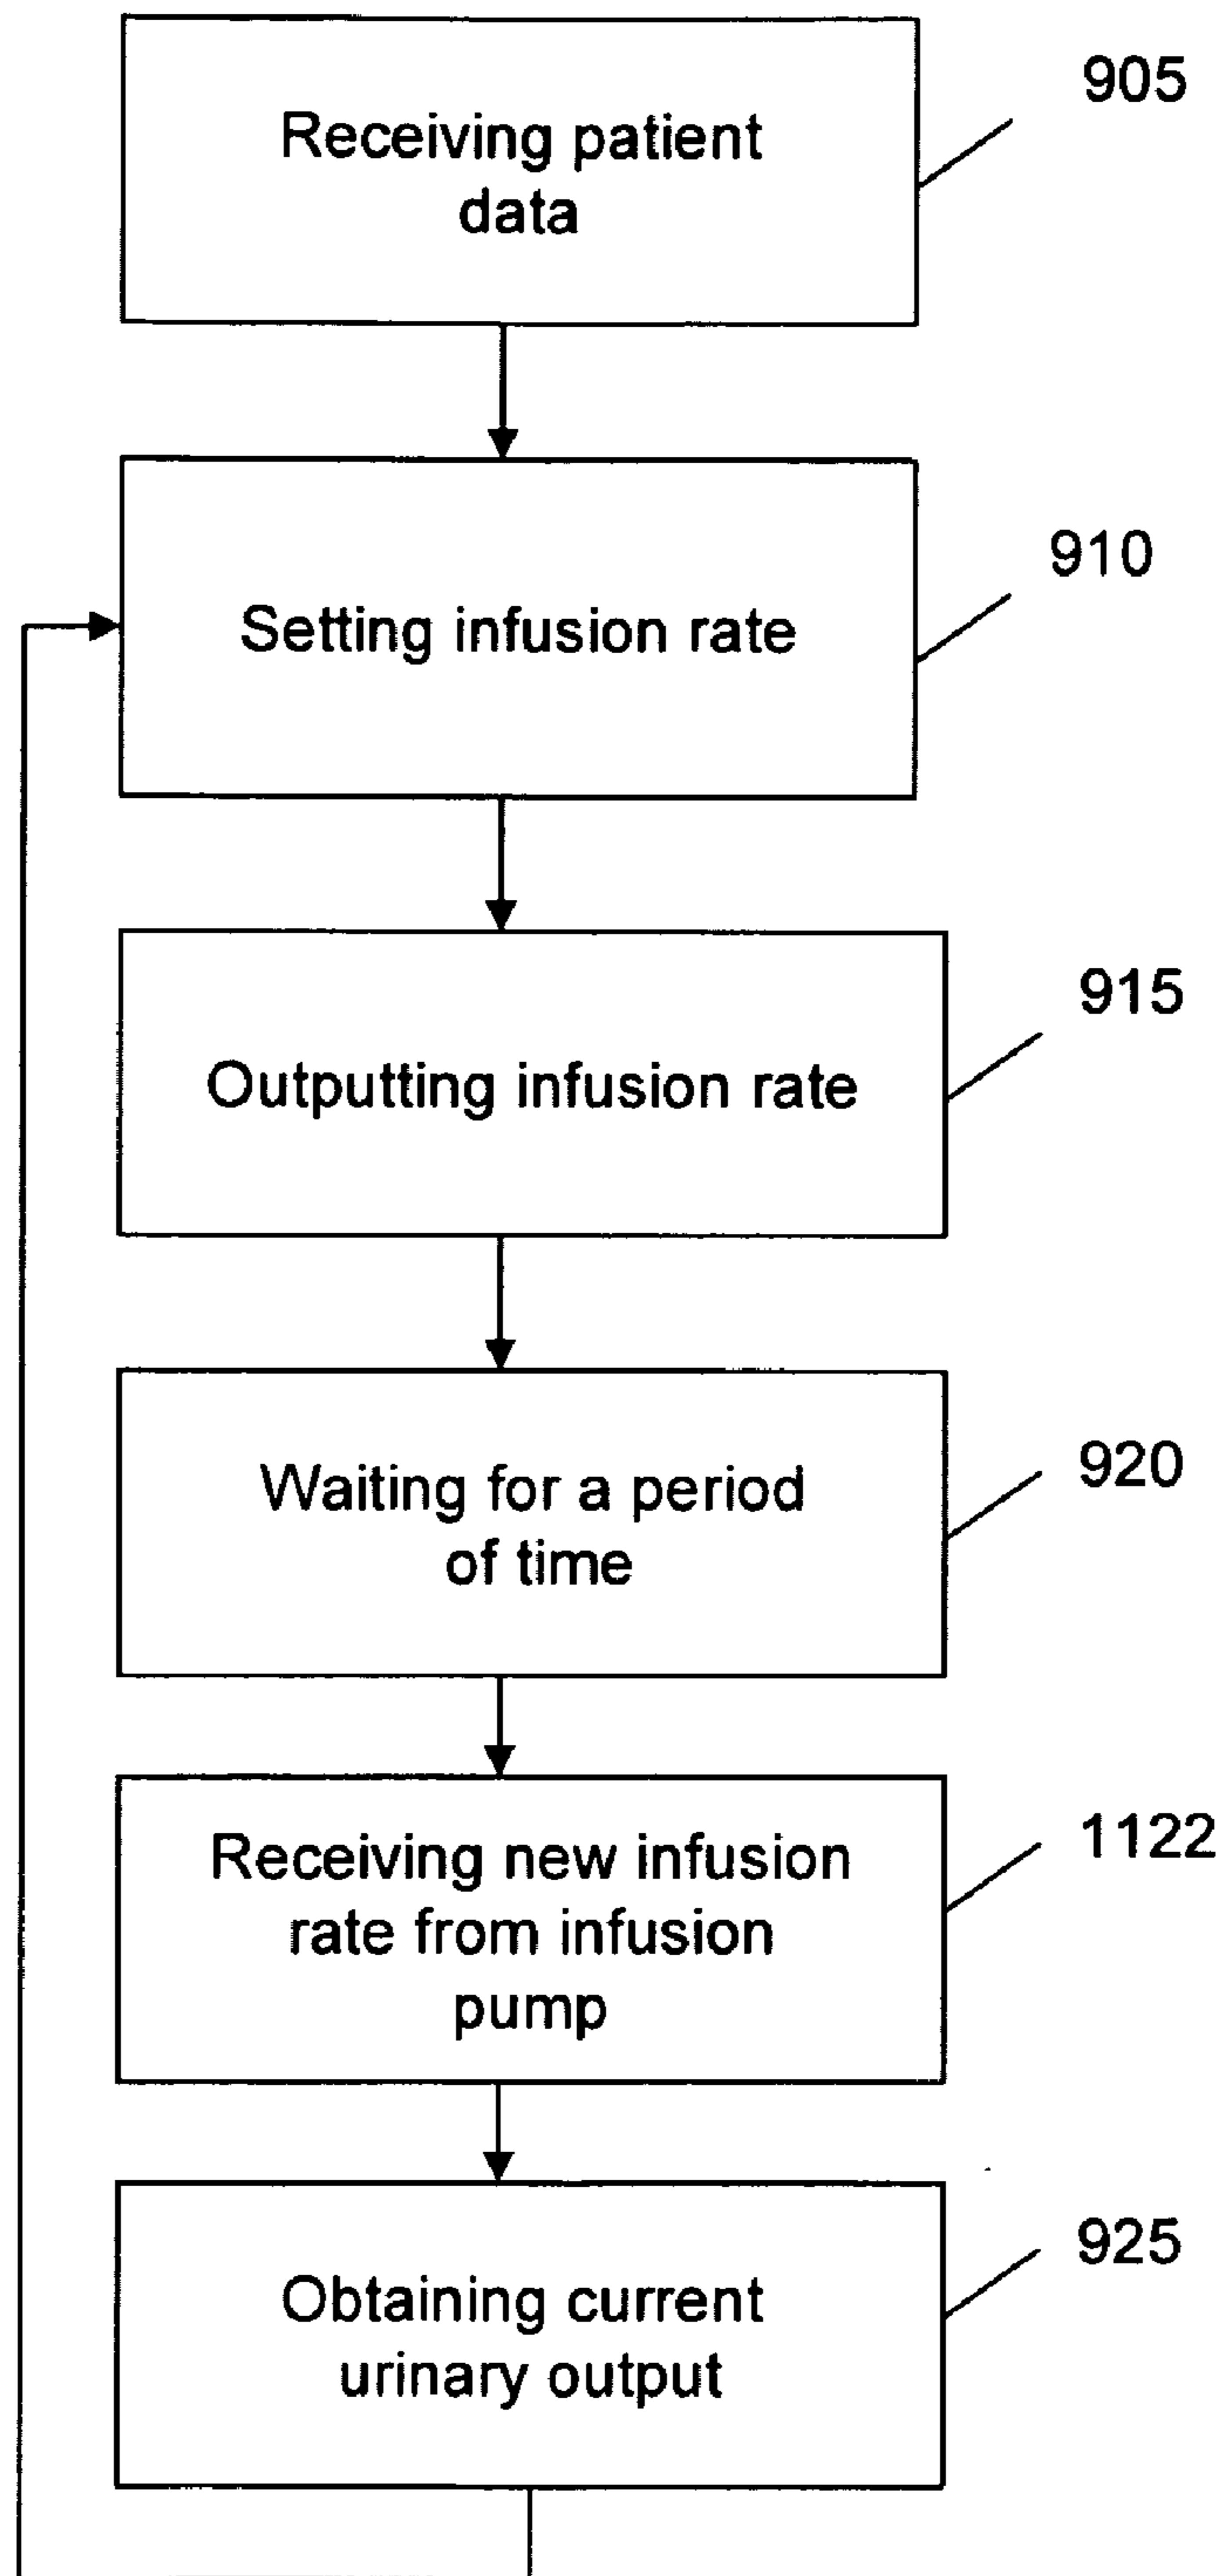 Receiving patient
data
905
Setting infusion rate
910
Outputting infusion rate
915
Waiting for a period
of time
920
Receiving new infusion
rate from infusion
pump
1122
Obtaining current
urinary output
925